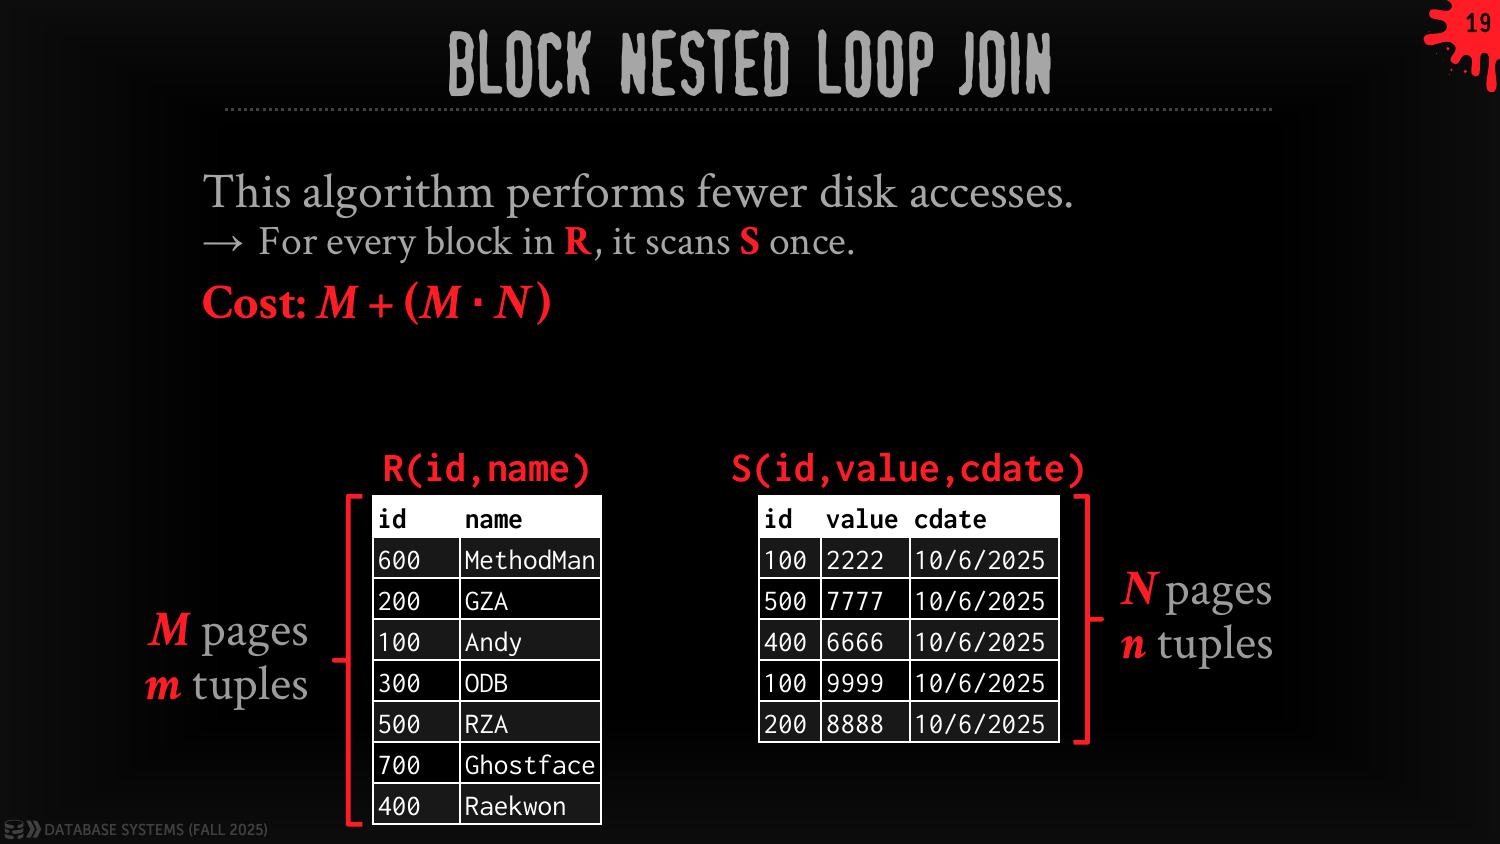 19
BLOCK NESTED LOOP JOIN
This algorithm performs fewer disk accesses.
→ For every block in R, it scans S once.
Cost: M + (M · N)
R(id,name)
id name
600 MethodMan
200 GZA
100 Andy
300 ODB
500 RZA
700 Ghostface
400 Raekwon
M pages
m tuples
S(id,value,cdate)
id value cdate
100 2222 10/6/2025
500 7777 10/6/2025
400 6666 10/6/2025
100 9999 10/6/2025
200 8888 10/6/2025
N pages
n tuples
DATABASE SYSTEMS (FALL 2025)